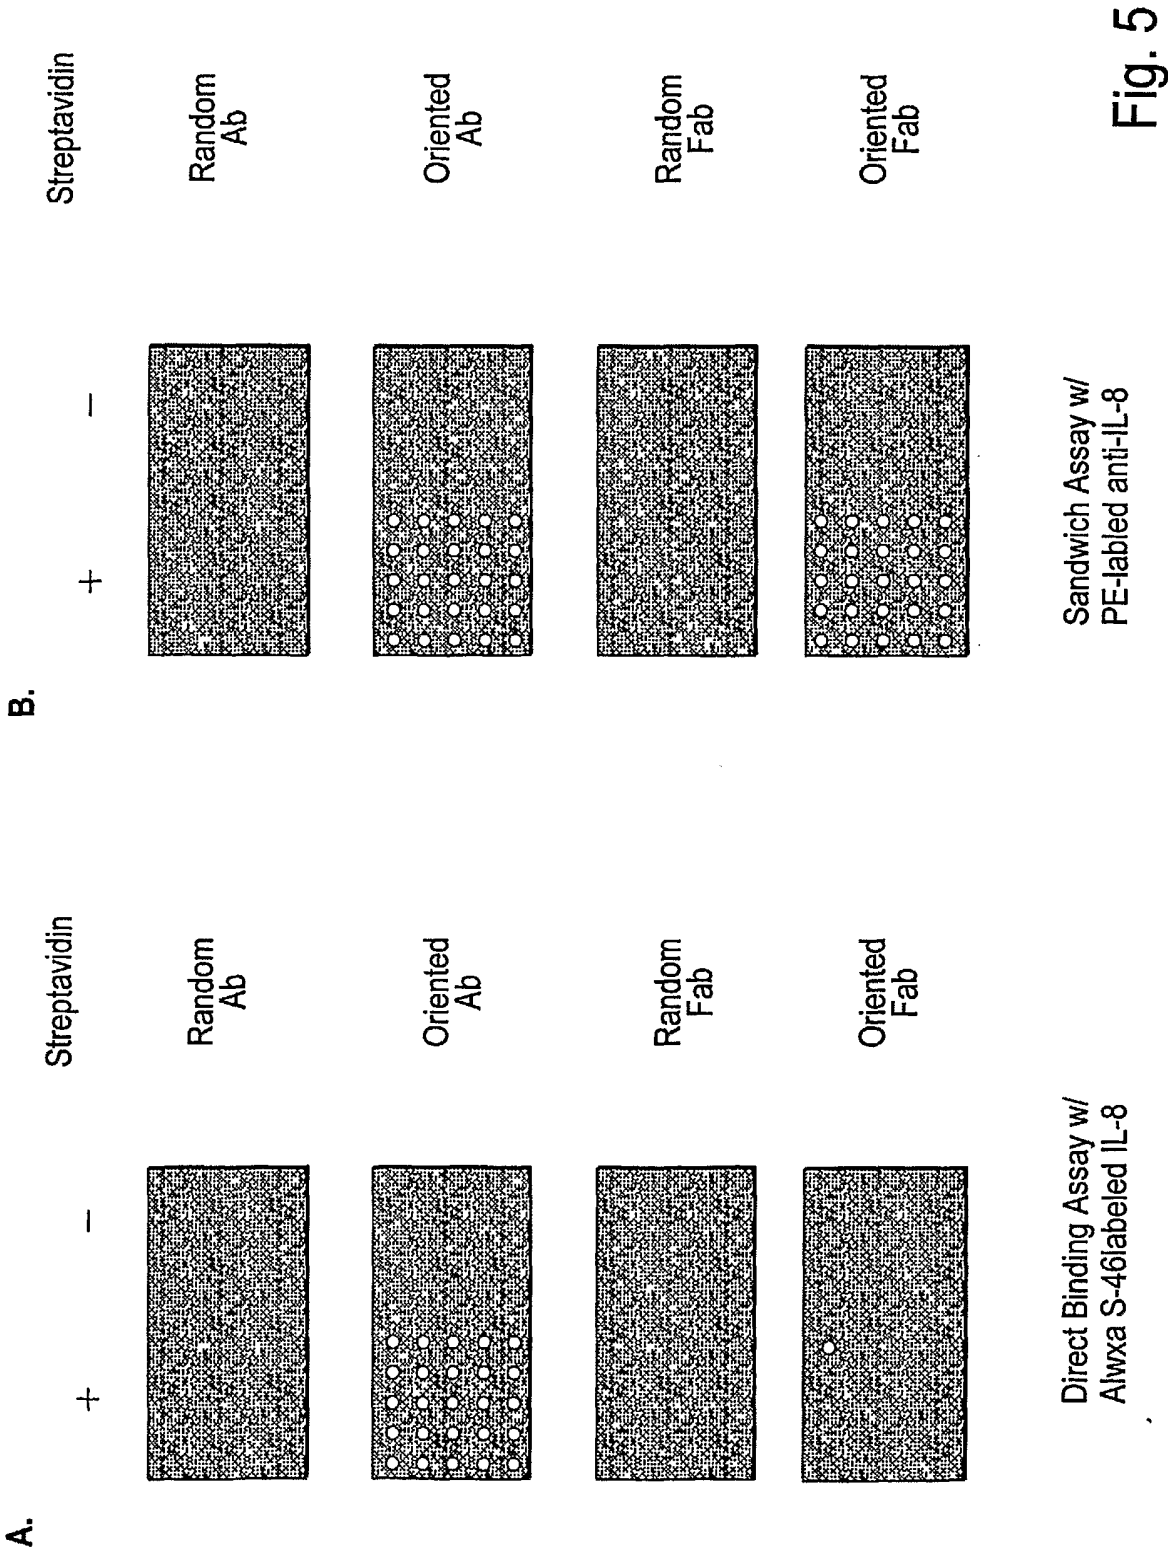 A.
+ − Streptavidin
Random
Ab
Oriented
Ab
Random
Fab
Oriented
Fab
Direct Binding Assay w/
Alwxa S-46labeled IL-8
B.
+ − Streptavidin
Random
Ab
Oriented
Ab
Random
Fab
Oriented
Fab
Sandwich Assay w/
PE-labled anti-IL-8
Fig. 5